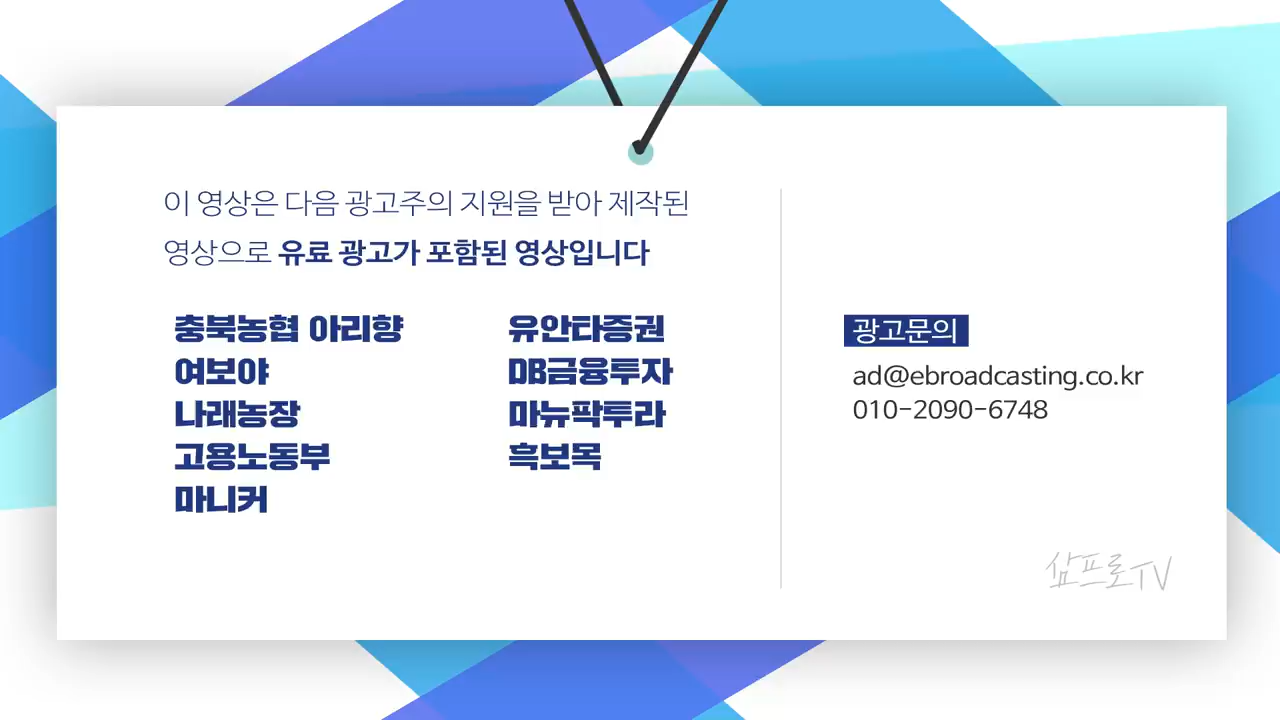 이 영상은 다음 광고주의 지원을 받아 제작된
영상으로 유료 광고가 포함된 영상입니다
충북농협 아리향
여보야
나래농장
고용노동부
마니커
유안타증권
DB금융투자
마뉴팍투라
흑보목
광고문의
ad@ebroadcasting.co.kr
010-2090-6748
삼프로TV